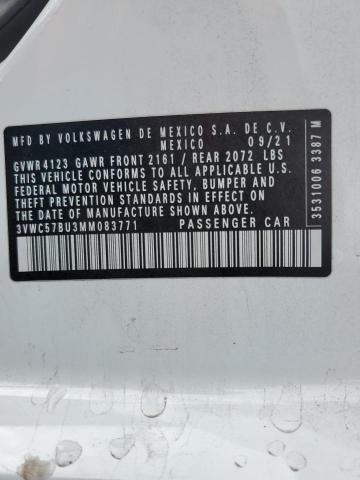 MFD BY VOLKSWAGEN DE MEXICO S.A. DE C.V.
MEXICO 09/21
GVWR 4123 GAWR FRONT 2161 / REAR 2072 LBS
THIS VEHICLE CONFORMS TO ALL APPLICABLE U.S.
FEDERAL MOTOR VEHICLE SAFETY, BUMPER AND
THEFT PREVENTION STANDARDS IN EFFECT ON
THE DATE OF MANUFACTURE SHOWN ABOVE.
3VWC57BU3MM083771 PASSENGER CAR
3531006 3387 M